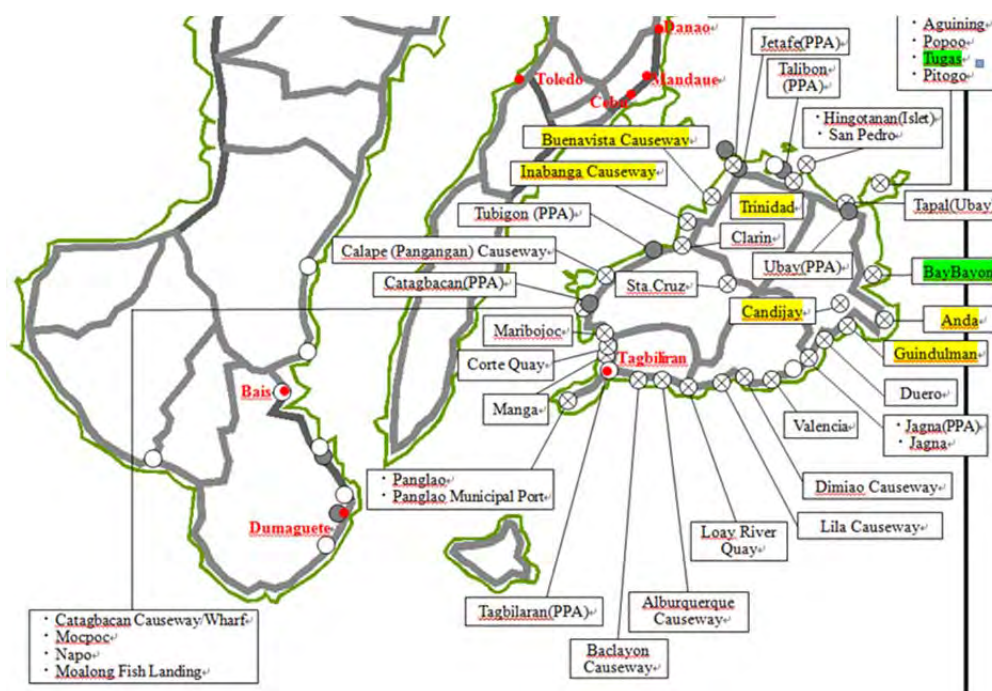 Danao
・ Aguining
・ Popoo
・ Tugas
・ Pitogo
Jetafe(PPA)
Toledo
Mandaue
Cebu
Talibon
(PPA)
・ Hingotanan(Islet)
・ San Pedro
Buenavista Causeway
Inabanga Causeway
Trinidad
Tapal(Ubay)
Tubigon (PPA)
Clarin
Calape (Pangangan) Causeway
Ubay(PPA)
BayBayon
Catagbacan(PPA)
Sta.Cruz
Candijay
Anda
Maribojoc
Guindulman
Tagbiliran
Corte Quay
Bais
Duero
Manga
Valencia
・ Jagna(PPA)
・ Jagna
・ Panglao
・ Panglao Municipal Port
Dimiao Causeway
Dumaguete
Lila Causeway
Loay River
Quay
Tagbilaran(PPA)
Alburquerque
Causeway
・ Catagbacan Causeway/Wharf
・ Mocpoc
・ Napo
・ Moalong Fish Landing
Baclayon
Causeway